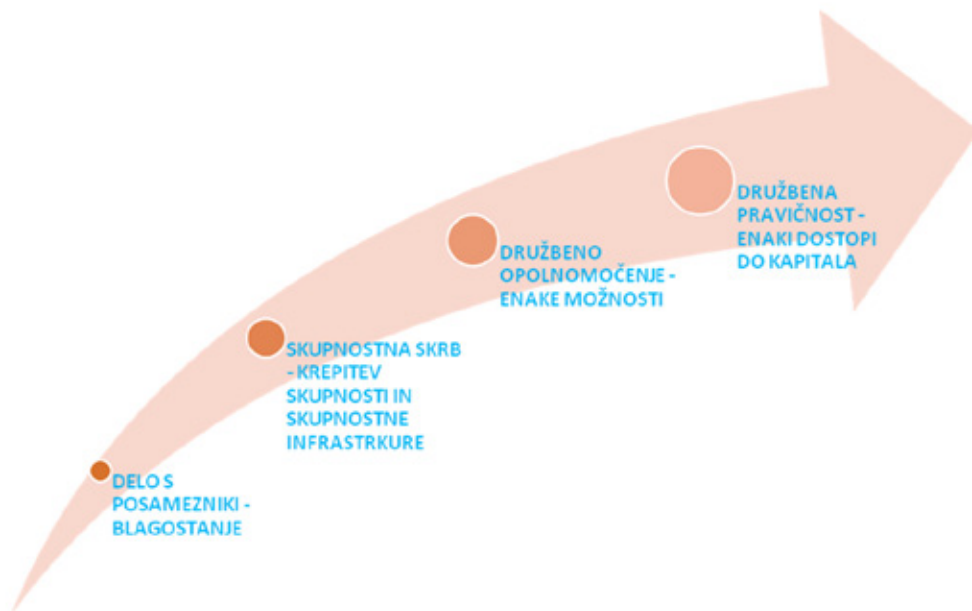 DELO S
POSAMEZNIKI -
BLAGOSTANJE
SKUPNOSTNA SKRB
- KREPITEV
SKUPNOSTI IN
SKUPNOSTNE
INFRASTRKURE
DRUŽBENO
OPOLNOMOČENJE -
ENAKE MOŽNOSTI
DRUŽBENA
PRAVIČNOST -
ENAKI DOSTOPI
DO KAPITALA